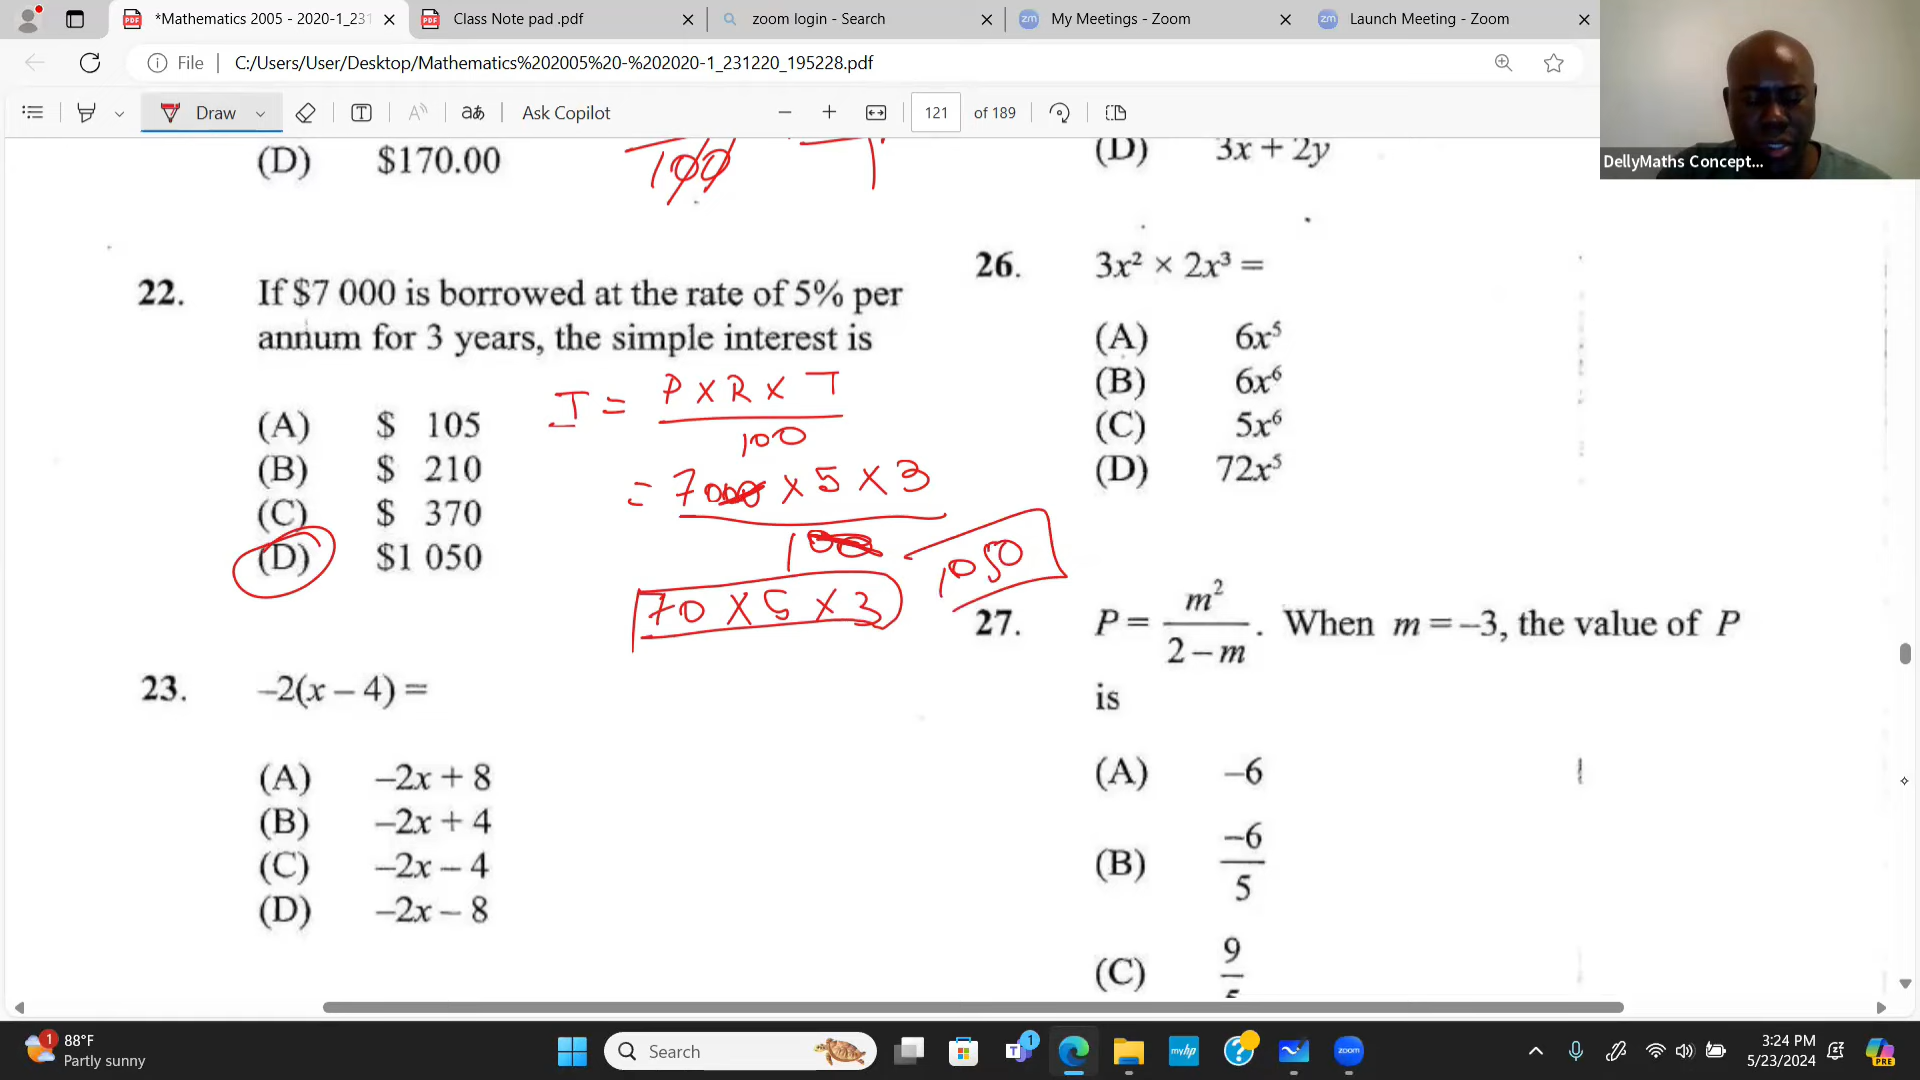 *Mathematics 2005 - 2020-1_231
Class Note pad .pdf
zoom login - Search
My Meetings - Zoom
Launch Meeting - Zoom
File
C:/Users/User/Desktop/Mathematics%202005%20-%202020-1_231220_195228.pdf
Draw
Ask Copilot
121 of 189
DellyMaths Concept...
(D) $170.00
100
1
22. If $7 000 is borrowed at the rate of 5% per
annum for 3 years, the simple interest is
(A) $ 105
(B) $ 210
(C) $ 370
(D) $1 050
I = P x R x T
100
= 7000 x 5 x 3
100
1050
70 x 5 x 3
23. –2(x – 4) =
(A) –2x + 8
(B) –2x + 4
(C) –2x – 4
(D) –2x – 8
(D) 3x + 2y
26. 3x² × 2x³ =
(A) 6x⁵
(B) 6x⁶
(C) 5x⁶
(D) 72x⁵
27. P = m² / 2 – m . When m = –3, the value of P
is
(A) –6
(B) –6
5
(C) 9
5
88°F
Partly sunny
Search
myhp
zoom
3:24 PM
5/23/2024
PRE